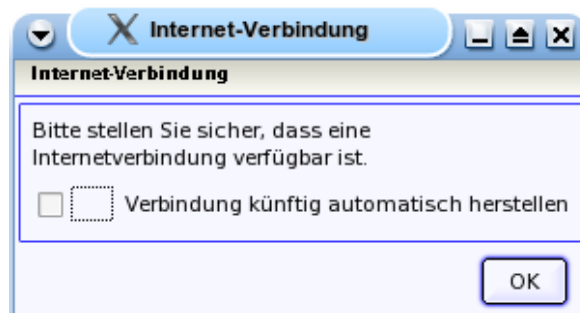 Internet-Verbindung
Internet-Verbindung
Bitte stellen Sie sicher, dass eine
Internetverbindung verfügbar ist.
Verbindung künftig automatisch herstellen
OK